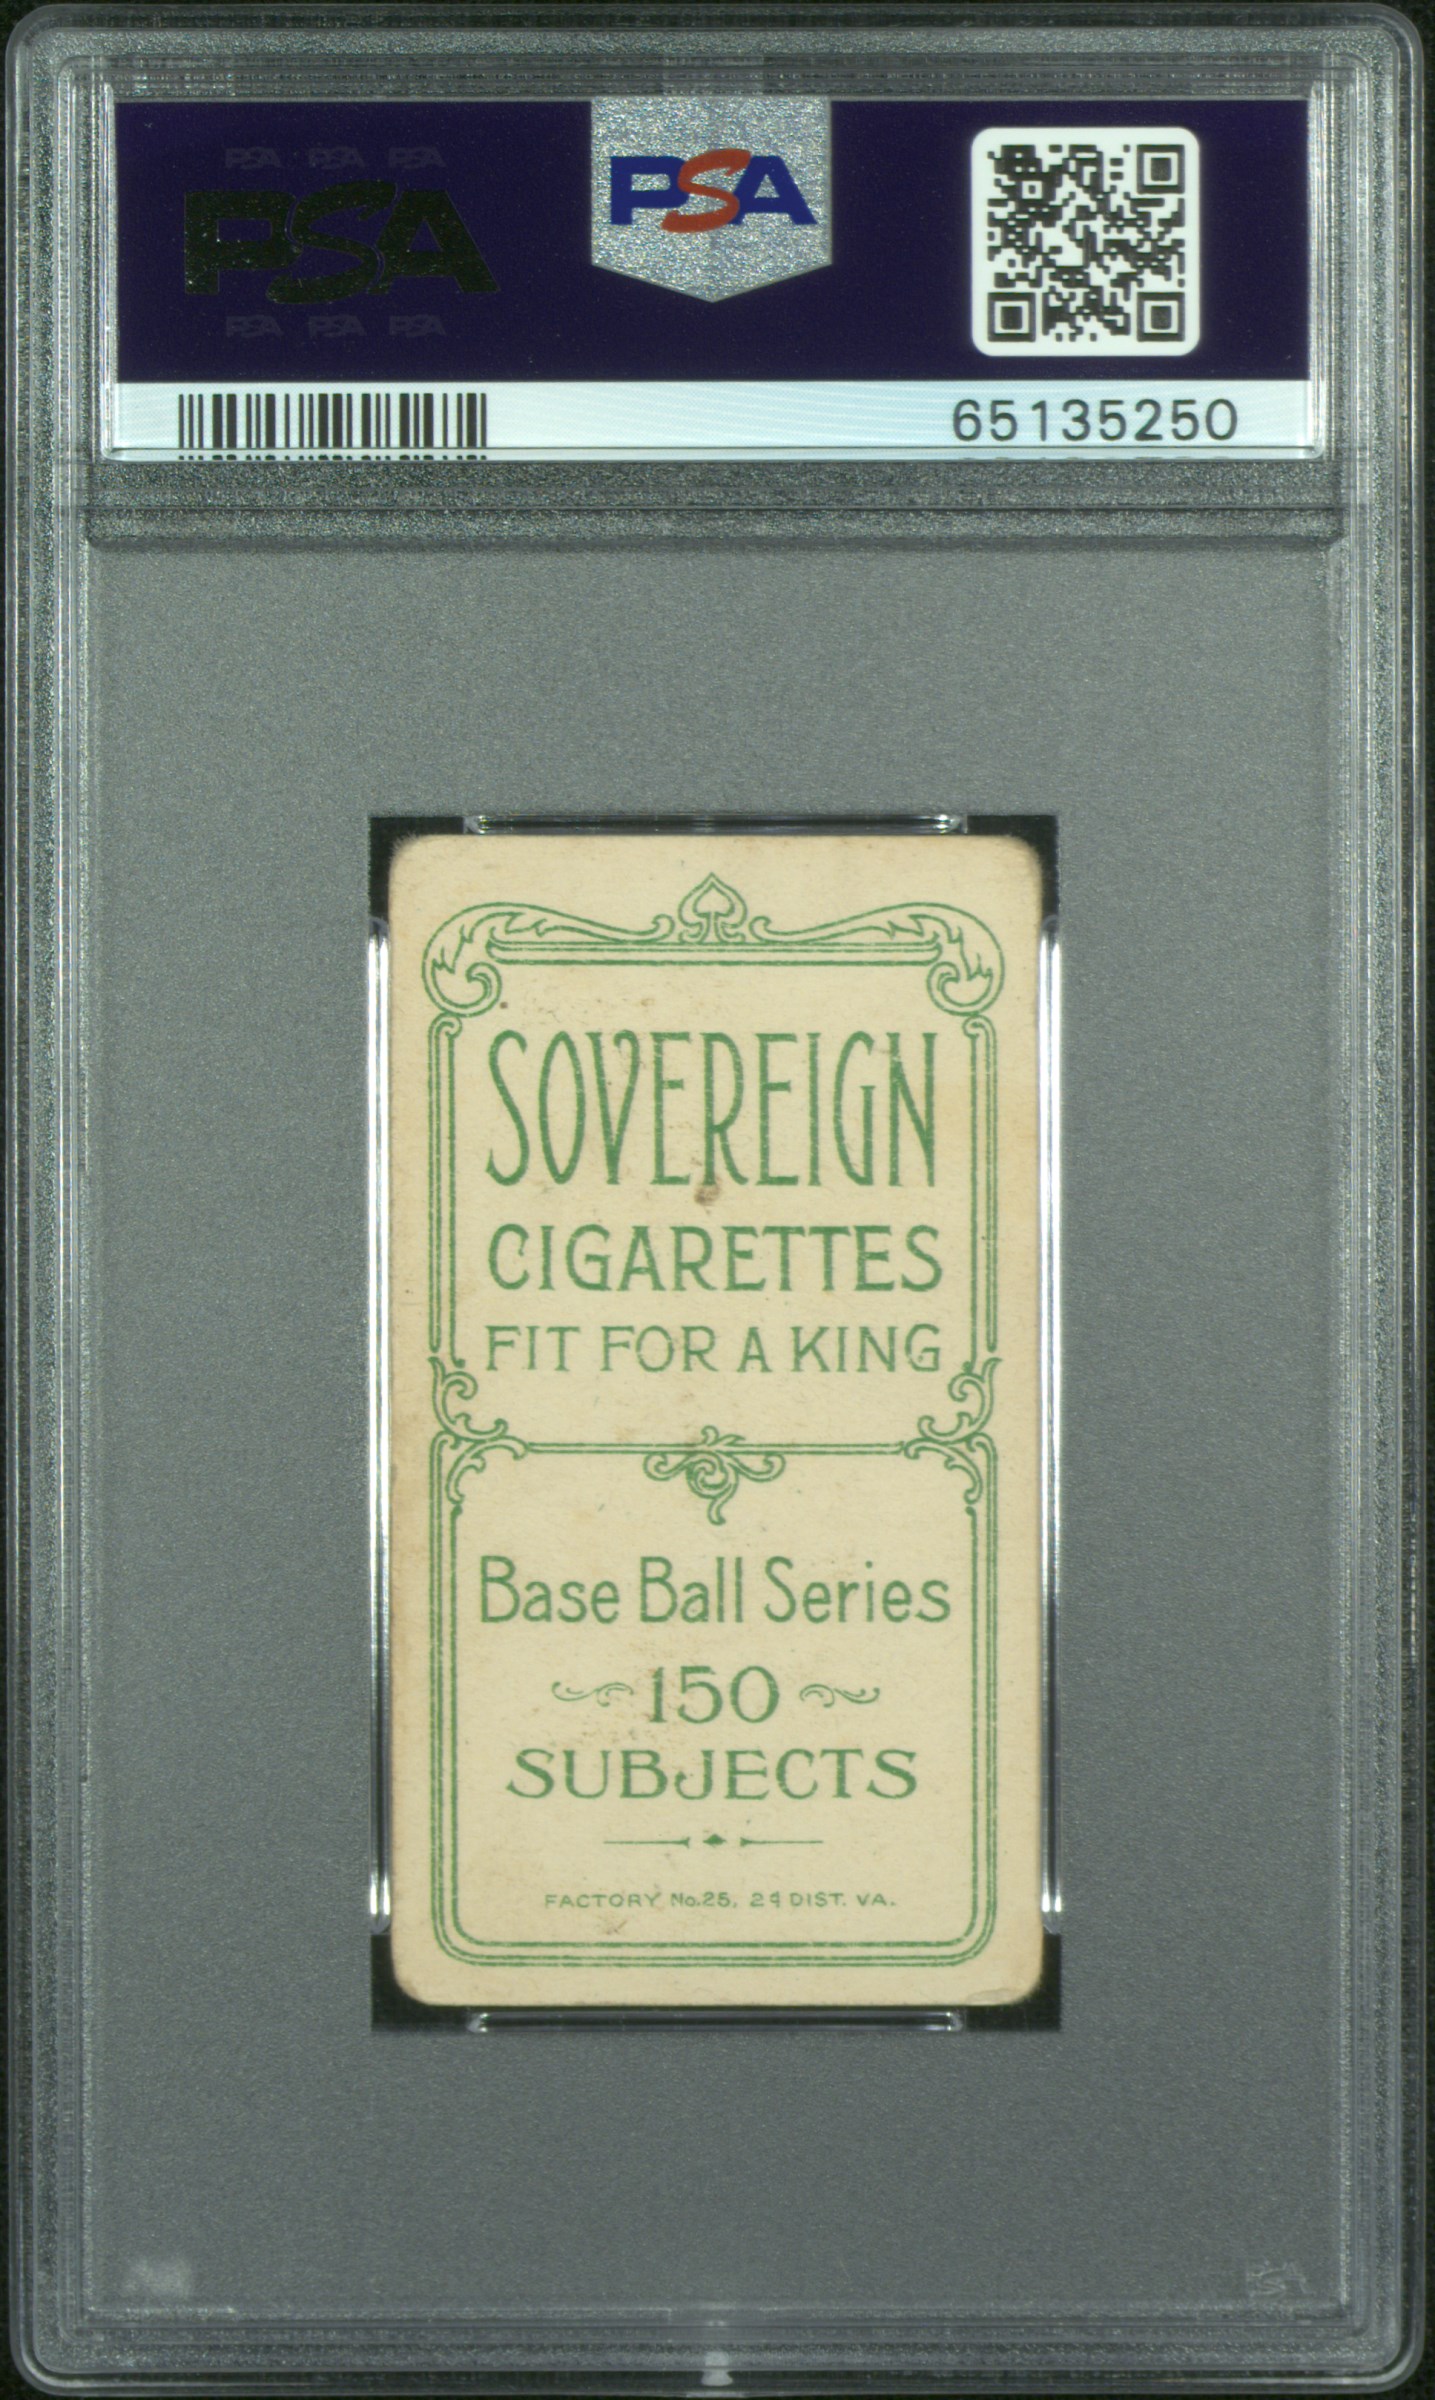 PSA PSA PSA
PSA
PSA PSA PSA
PSA
65135250
SOVEREIGN
CIGARETTES
FIT FOR A KING
Base Ball Series
150
SUBJECTS
FACTORY No. 25, 2d DIST. VA.